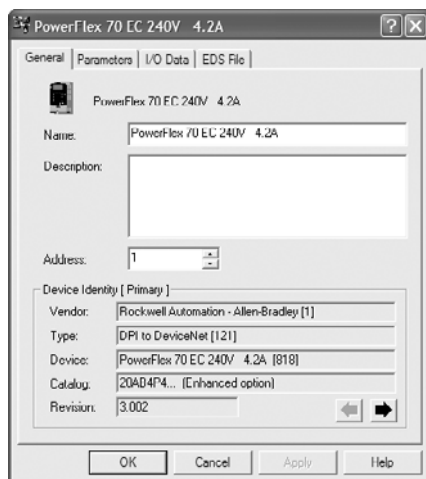 PowerFlex 70 EC 240V 4.2A
General Parameters I/O Data EDS File
PowerFlex 70 EC 240V 4.2A
Name: PowerFlex 70 EC 240V 4.2A
Description:
Address: 1
Device Identity [ Primary ]
Vendor: Rockwell Automation - Allen-Bradley [1]
Type: DPI to DeviceNet [121]
Device: PowerFlex 70 EC 240V 4.2A [818]
Catalog: 20AB4P4... (Enhanced option)
Revision: 3.002
OK Cancel Apply Help